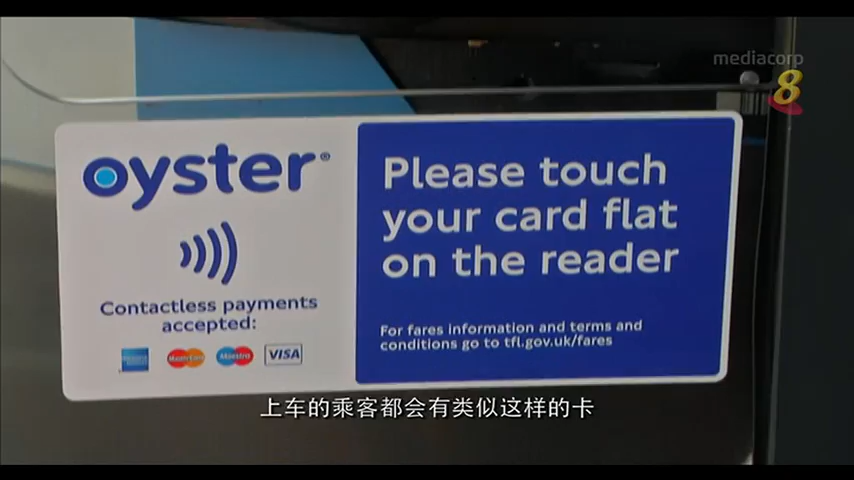 mediacorp
8
oyster®
Contactless payments
accepted:
MasterCard
Maestro
VISA
Please touch
your card flat
on the reader
For fares information and terms and
conditions go to tfl.gov.uk/fares
上车的乘客都会有类似这样的卡